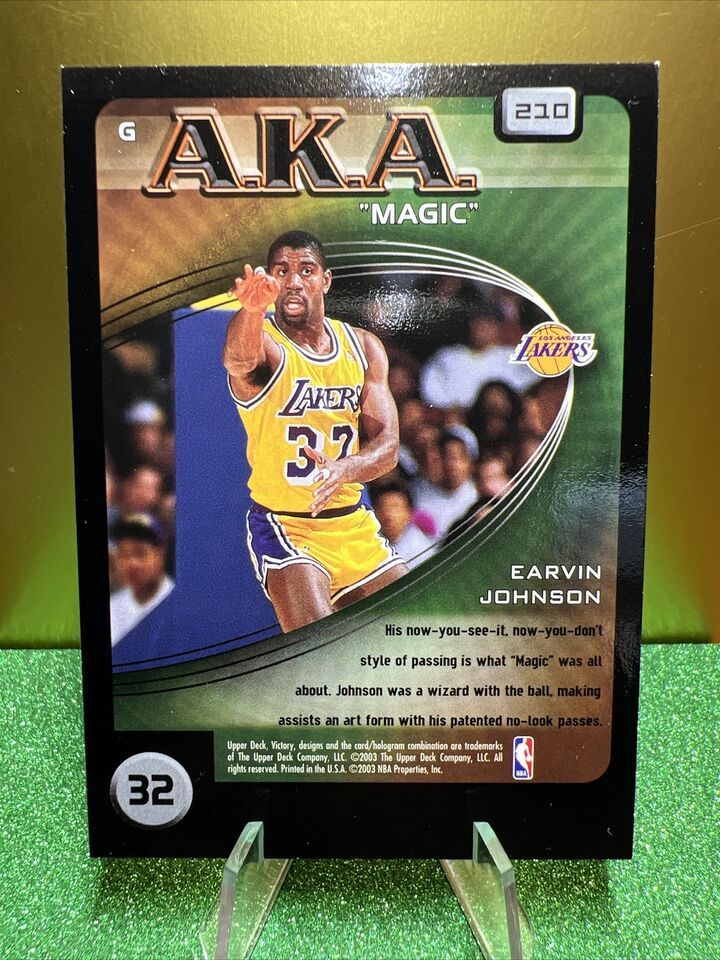 G
A.K.A.
210
"MAGIC"
LOS ANGELES
LAKERS
LAKERS
32
EARVIN
JOHNSON
His now-you-see-it, now-you-don't
style of passing is what "Magic" was all
about. Johnson was a wizard with the ball, making
assists an art form with his patented no-look passes.
Upper Deck, Victory, designs and the card/hologram combination are trademarks
of The Upper Deck Company, LLC. ©2003 The Upper Deck Company, LLC. All
rights reserved. Printed in the U.S.A. ©2003 NBA Properties, Inc.
NBA
32